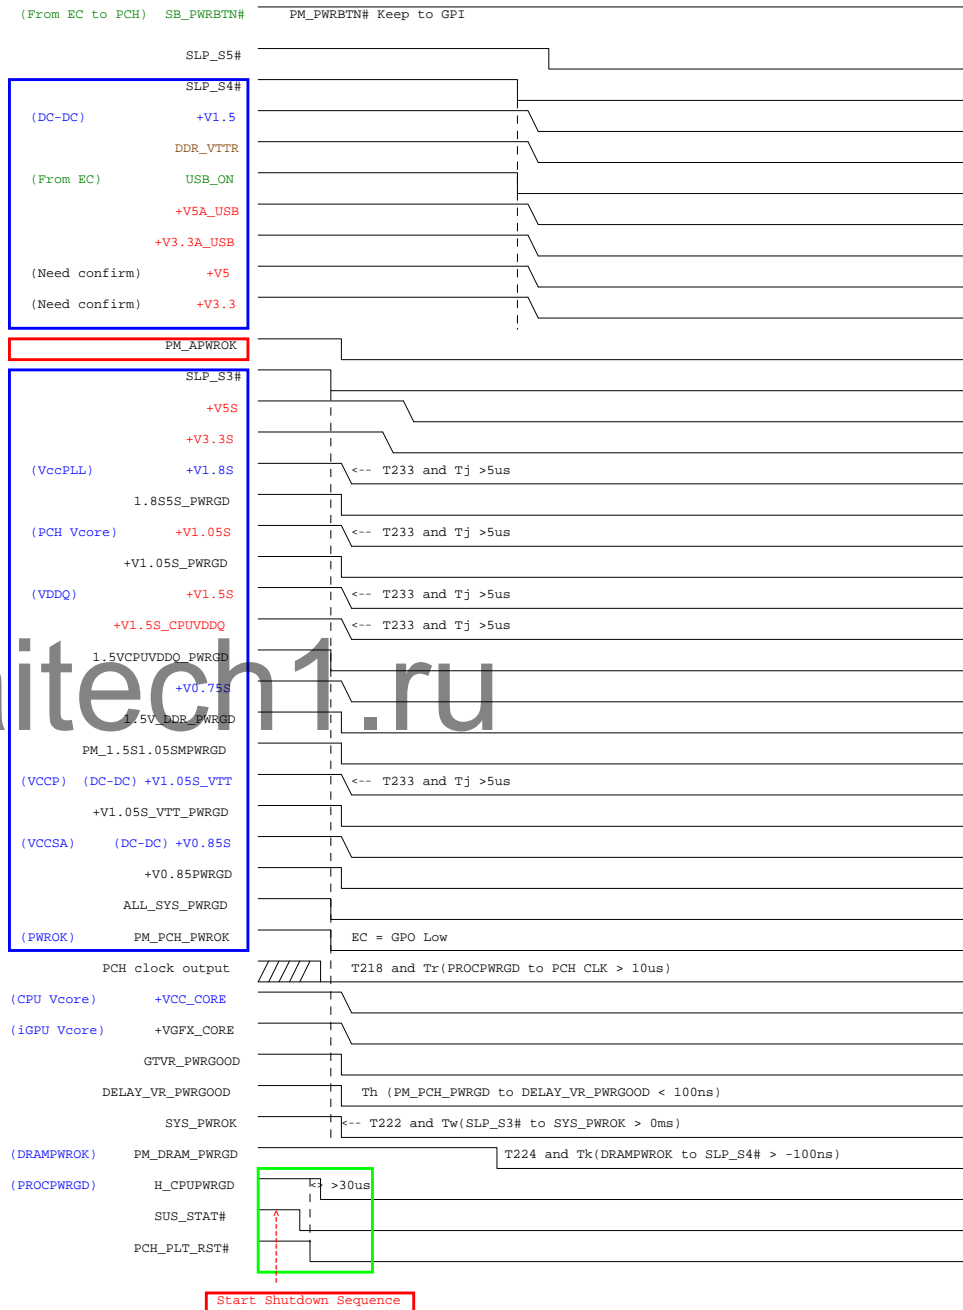 (From EC to PCH) SB_PWRBTN# PM_PWRBTN# Keep to GPI
SLP_S5#
SLP_S4#
(DC-DC) +V1.5
DDR_VTTR
(From EC) USB_ON
+V5A_USB
+V3.3A_USB
(Need confirm) +V5
(Need confirm) +V3.3
PM_APWROK
SLP_S3#
+V5S
+V3.3S
(VccPLL) +V1.8S <-- T233 and Tj >5us
1.8S5S_PWRGD
(PCH Vcore) +V1.05S <-- T233 and Tj >5us
+V1.05S_PWRGD
(VDDQ) +V1.5S <-- T233 and Tj >5us
+V1.5S_CPUVDDQ <-- T233 and Tj >5us
1.5VCPUVDDQ_PWRGD
+V0.75S
itech1.ru
1.5V_DDR_PWRGD
PM_1.5S1.05SMPWRGD
(VCCP) (DC-DC) +V1.05S_VTT <-- T233 and Tj >5us
+V1.05S_VTT_PWRGD
(VCCSA) (DC-DC) +V0.85S
+V0.85PWRGD
ALL_SYS_PWRGD
(PWROK) PM_PCH_PWROK EC = GPO Low
PCH clock output T218 and Tr(PROCPWRGD to PCH CLK > 10us)
(CPU Vcore) +VCC_CORE
(iGPU Vcore) +VGFX_CORE
GTVR_PWRGOOD
DELAY_VR_PWRGOOD Th (PM_PCH_PWRGD to DELAY_VR_PWRGOOD < 100ns)
SYS_PWROK <-- T222 and Tw(SLP_S3# to SYS_PWROK > 0ms)
(DRAMPWROK) PM_DRAM_PWRGD T224 and Tk(DRAMPWROK to SLP_S4# > -100ns)
(PROCPWRGD) H_CPUPWRGD <> >30us
SUS_STAT#
PCH_PLT_RST#
Start Shutdown Sequence